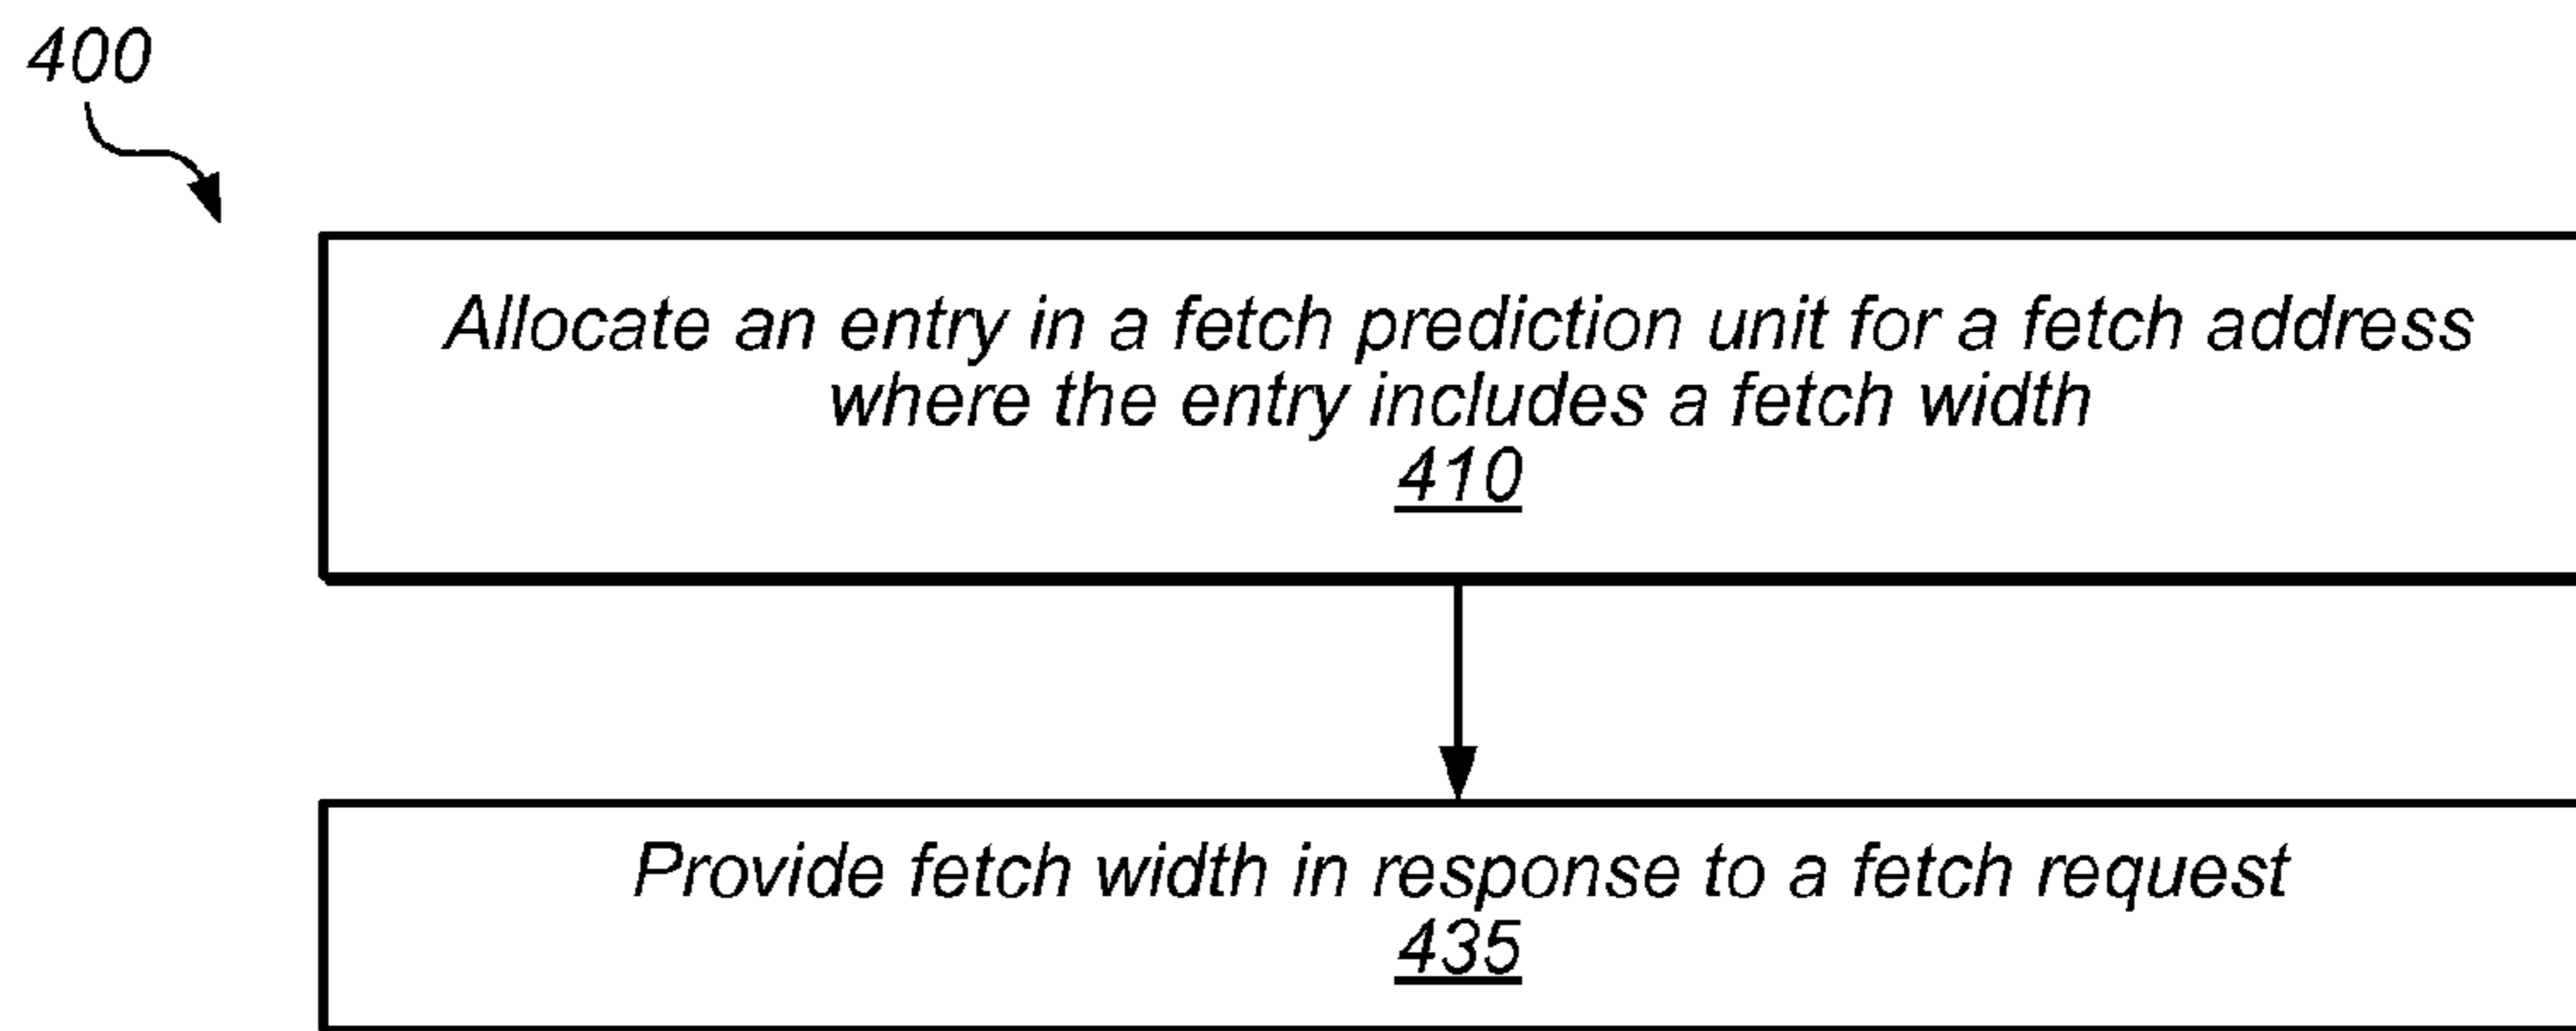 400
Allocate an entry in a fetch prediction unit for a fetch address
where the entry includes a fetch width
410
Provide fetch width in response to a fetch request
435